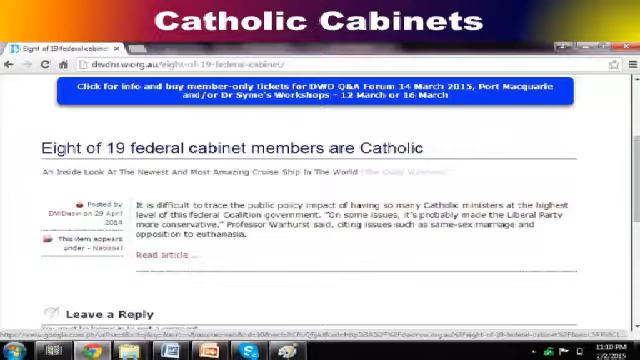 Catholic Cabinets
Eight of 19 federal cabinet
dwdnsw.org.au/eight-of-19-federal-cabinet/
Click for info and buy member-only tickets for DWD Q&A Forum 14 March 2015, Port Macquarie
and/or Dr Syme's Workshops - 12 March or 16 March
Eight of 19 federal cabinet members are Catholic
An Inside Look At The Newest And Most Amazing Cruise Ship In The World
Posted by
DWDnsw on 29 April
2014
This item appears
under - National
It is difficult to trace the public policy impact of having so many Catholic ministers at the highest
level of this federal Coalition government. "On some issues, it's probably made the Liberal Party
more conservative," Professor Warhurst said, citing issues such as same-sex marriage and
opposition to euthanasia.
Read article ...
Leave a Reply
11:10 PM
2/2/2015